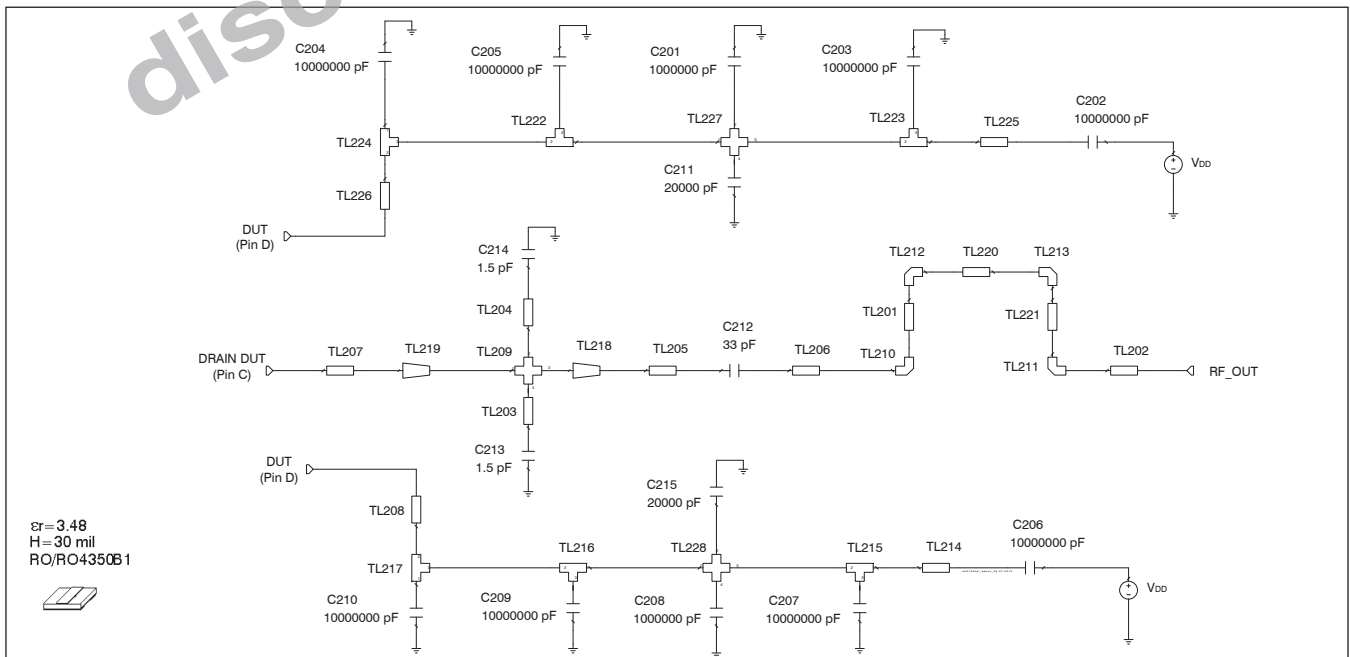 disc
C204
10000000 pF
C205
10000000 pF
C201
1000000 pF
C203
10000000 pF
C202
10000000 pF
TL224
TL222
TL227
TL223
TL225
C211
20000 pF
VDD
TL226
DUT
(Pin D)
C214
1.5 pF
TL212
TL220
TL213
TL204
TL201
TL221
DRAIN DUT
(Pin C)
TL207
TL219
TL209
TL218
TL205
C212
33 pF
TL206
TL210
TL211
TL202
RF_OUT
TL203
C213
1.5 pF
DUT
(Pin D)
C215
20000 pF
TL208
εr=3.48
H=30 mil
RO/RO4350B1
TL217
TL216
TL228
TL215
TL214
C206
10000000 pF
VDD
C210
10000000 pF
C209
10000000 pF
C208
1000000 pF
C207
10000000 pF